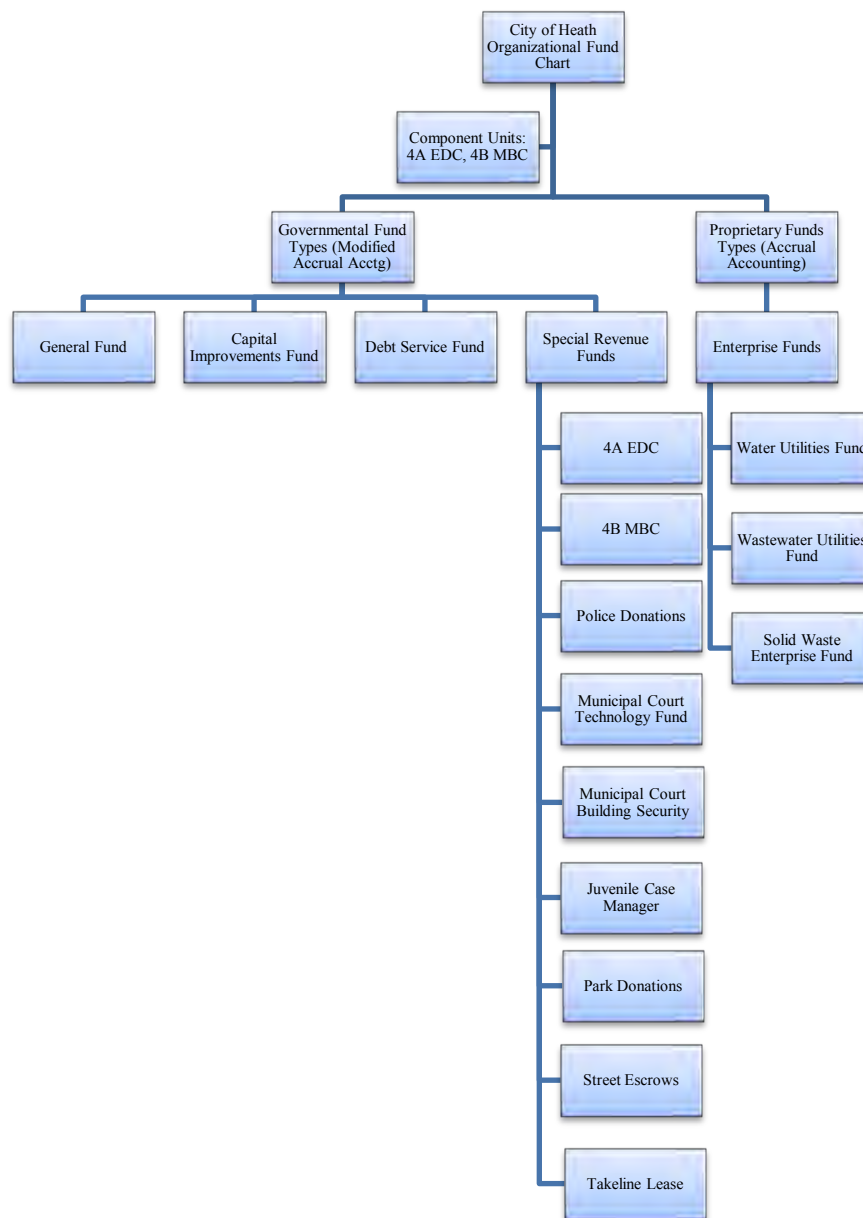 City of Heath
Organizational Fund
Chart
Component Units:
4A EDC, 4B MBC
Governmental Fund
Types (Modified
Accrual Acctg)
Proprietary Funds
Types (Accrual
Accounting)
General Fund
Capital
Improvements Fund
Debt Service Fund
Special Revenue
Funds
Enterprise Funds
4A EDC
4B MBC
Police Donations
Municipal Court
Technology Fund
Municipal Court
Building Security
Juvenile Case
Manager
Park Donations
Street Escrows
Takeline Lease
Water Utilities Fund
Wastewater Utilities
Fund
Solid Waste
Enterprise Fund